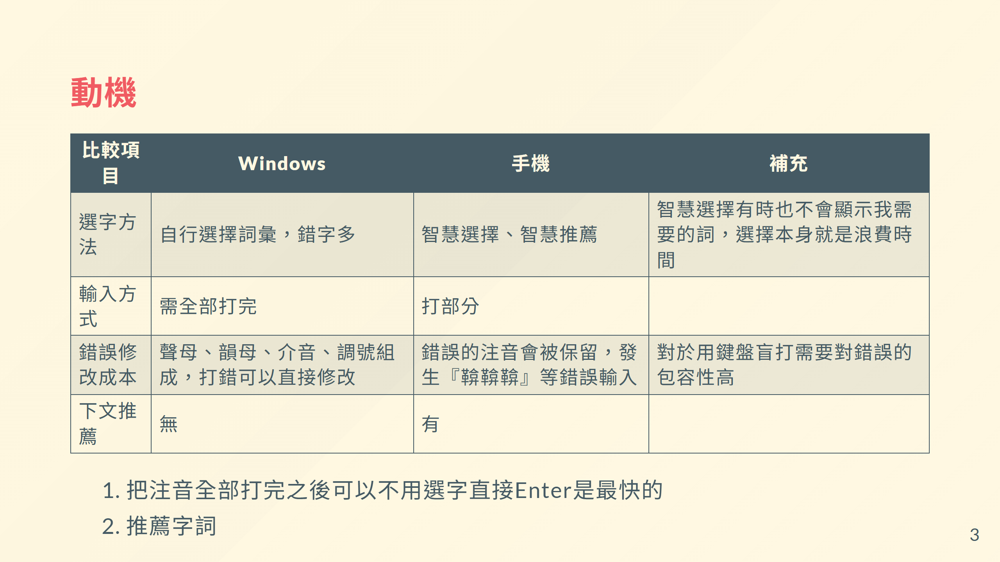 動機
比較項
目
Windows
手機
補充
選字方
法
自行選擇詞彙，錯字多
智慧選擇、智慧推薦
智慧選擇有時也不會顯示我需
要的詞，選擇本身就是浪費時
間
輸入方
式
需全部打完
打部分
錯誤修
改成本
聲母、韻母、介音、調號組
成，打錯可以直接修改
錯誤的注音會被保留，發
生『鞥鞥鞥』等錯誤輸入
對於用鍵盤盲打需要對錯誤的
包容性高
下文推
薦
無
有
1. 把注音全部打完之後可以不用選字直接Enter是最快的
2. 推薦字詞
3